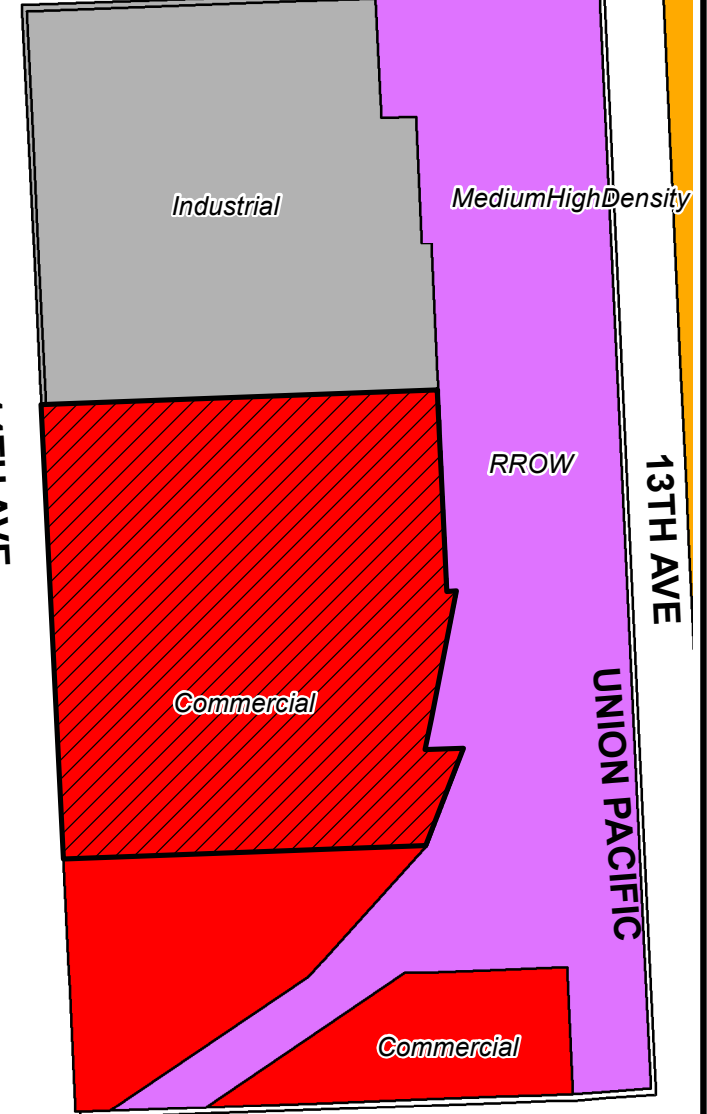 Industrial
MediumHighDensity
RROW
13TH AVE
UNION PACIFIC
Commercial
Commercial